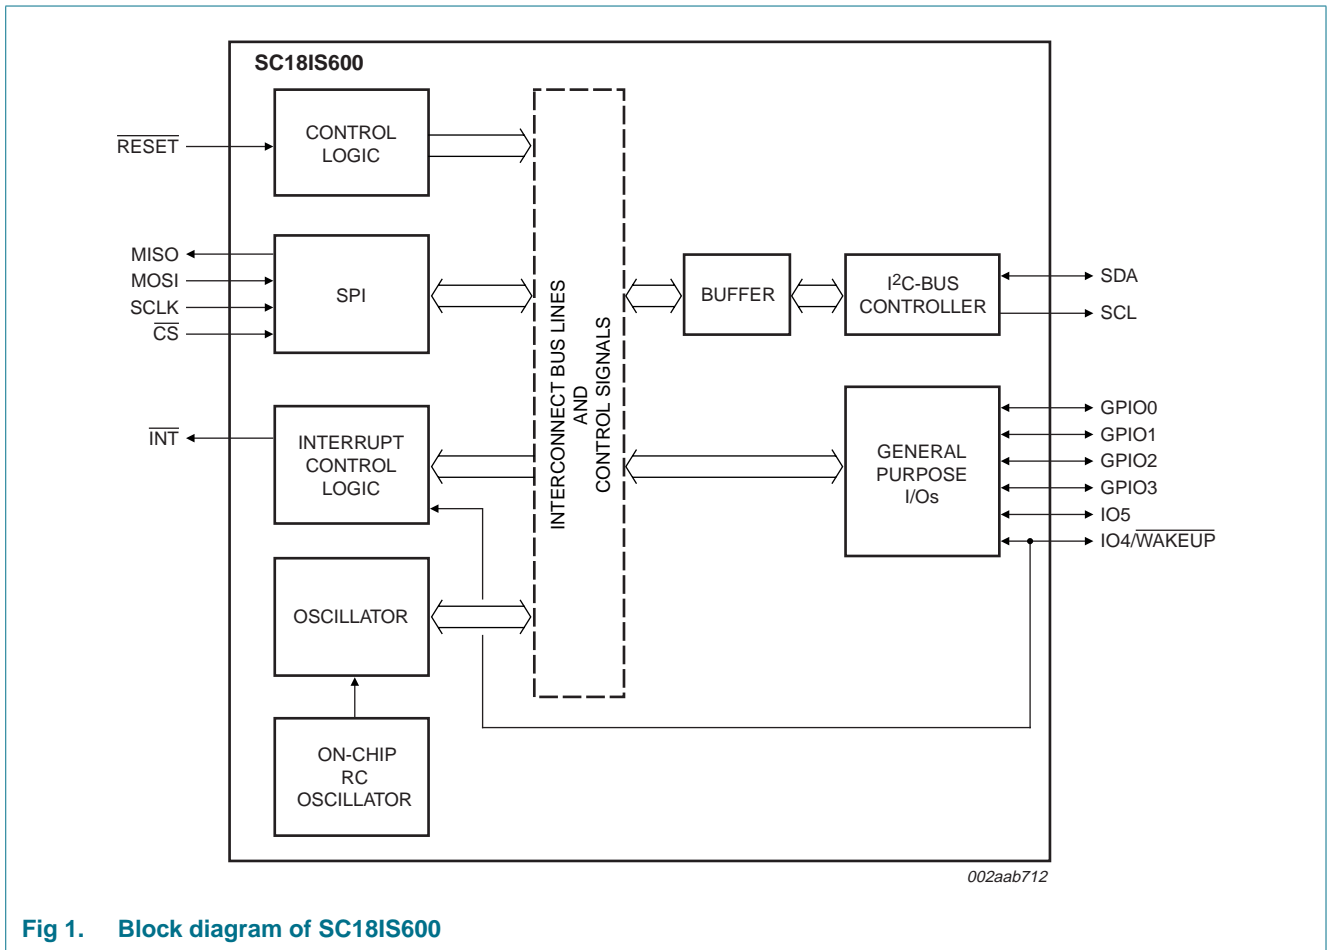 SC18IS600
RESET
CONTROL
LOGIC
MISO
MOSI
SCLK
CS
SPI
INT
INTERRUPT
CONTROL
LOGIC
OSCILLATOR
ON-CHIP
RC
OSCILLATOR
INTERCONNECT BUS LINES
AND
CONTROL SIGNALS
BUFFER
I²C-BUS
CONTROLLER
SDA
SCL
GENERAL
PURPOSE
I/Os
GPIO0
GPIO1
GPIO2
GPIO3
IO5
IO4/WAKEUP
002aab712
Fig 1. Block diagram of SC18IS600